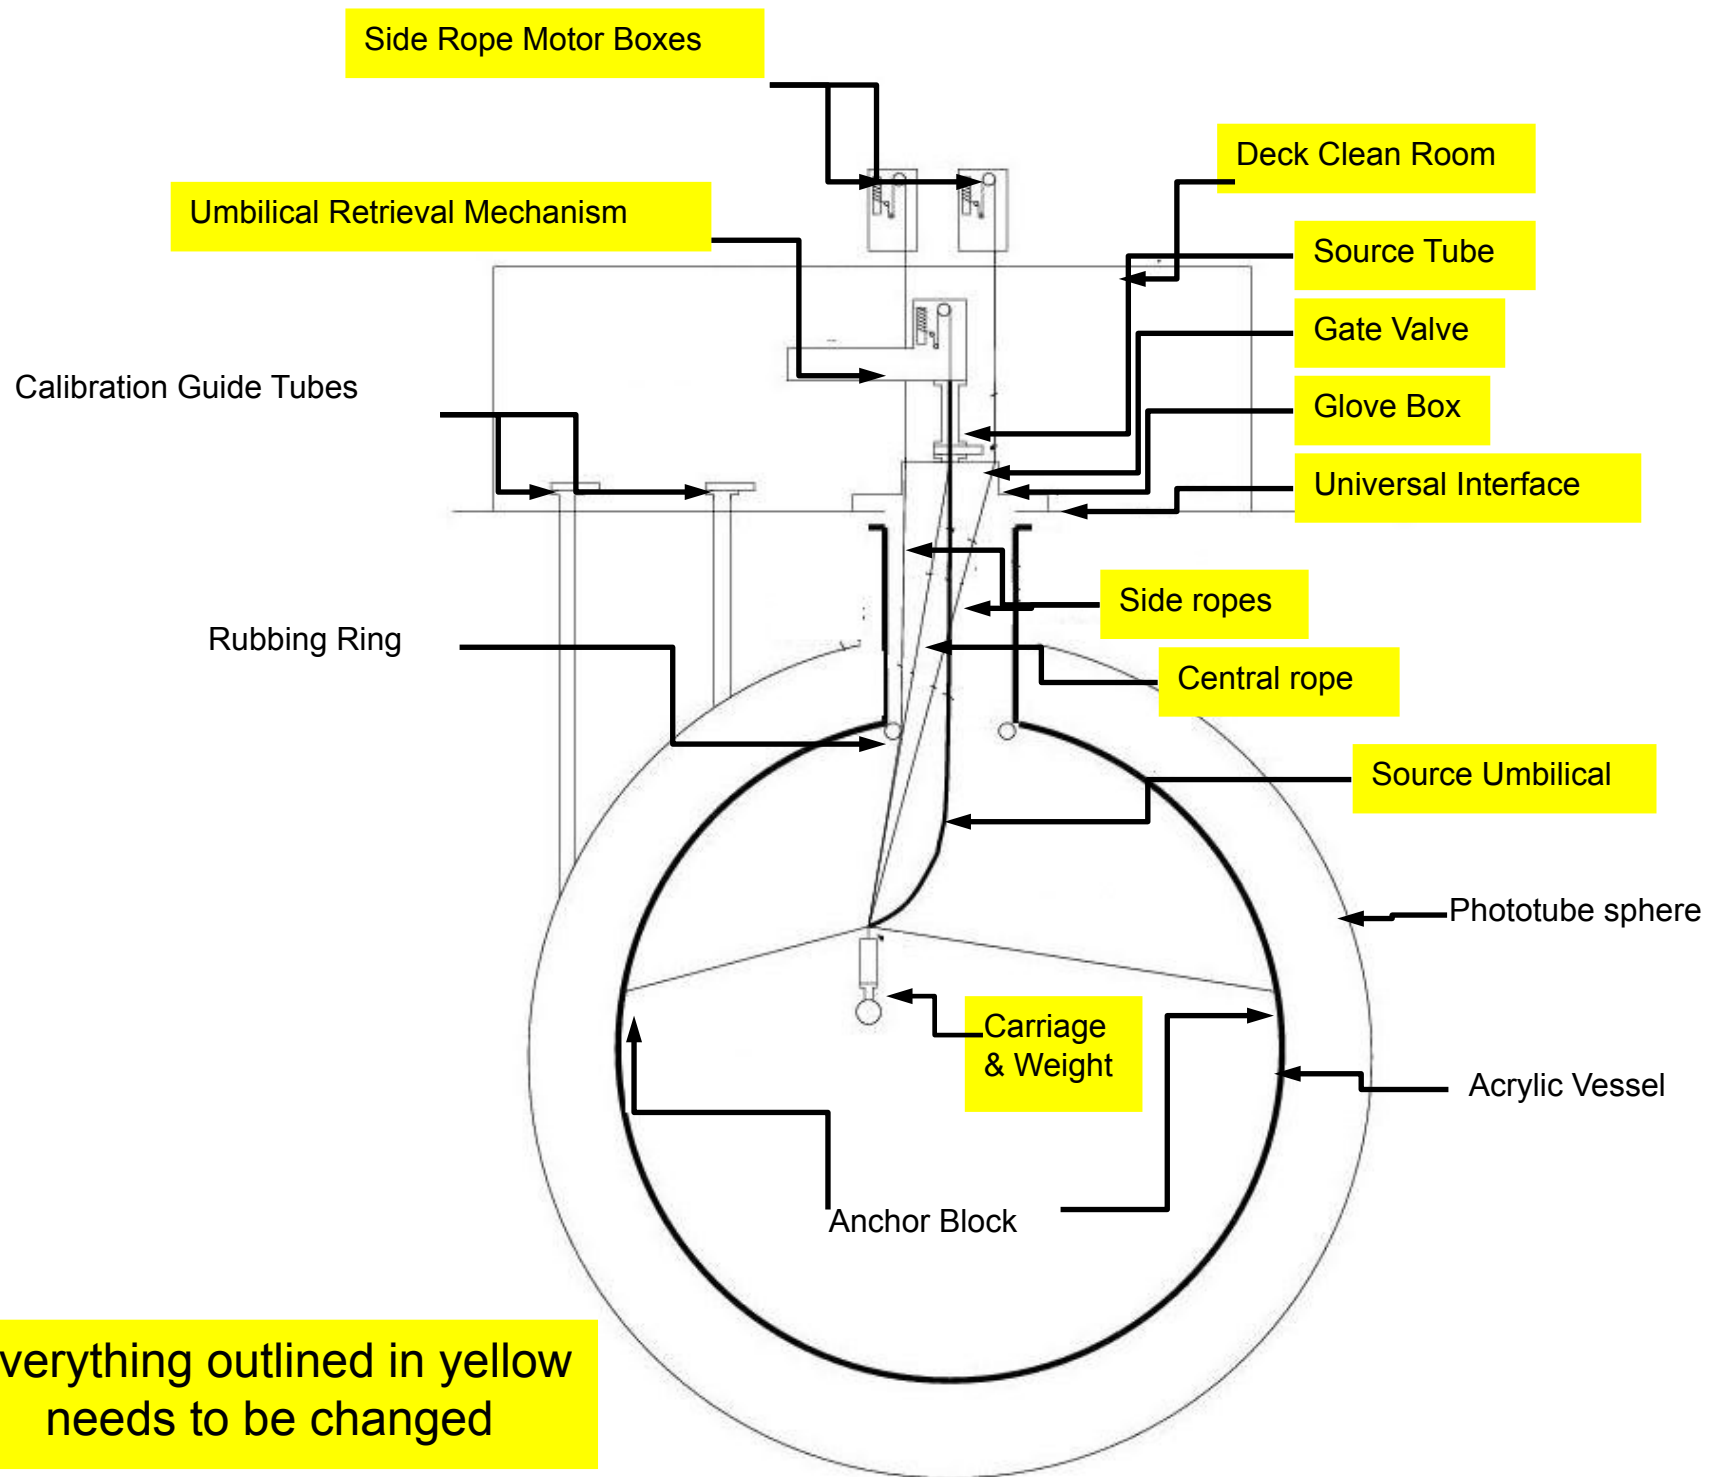 Side Rope Motor Boxes
Deck Clean Room
Umbilical Retrieval Mechanism
Source Tube
Gate Valve
Calibration Guide Tubes
Glove Box
Universal Interface
Side ropes
Rubbing Ring
Central rope
Source Umbilical
Phototube sphere
Carriage
& Weight
Acrylic Vessel
Anchor Block
verything outlined in yellow
needs to be changed